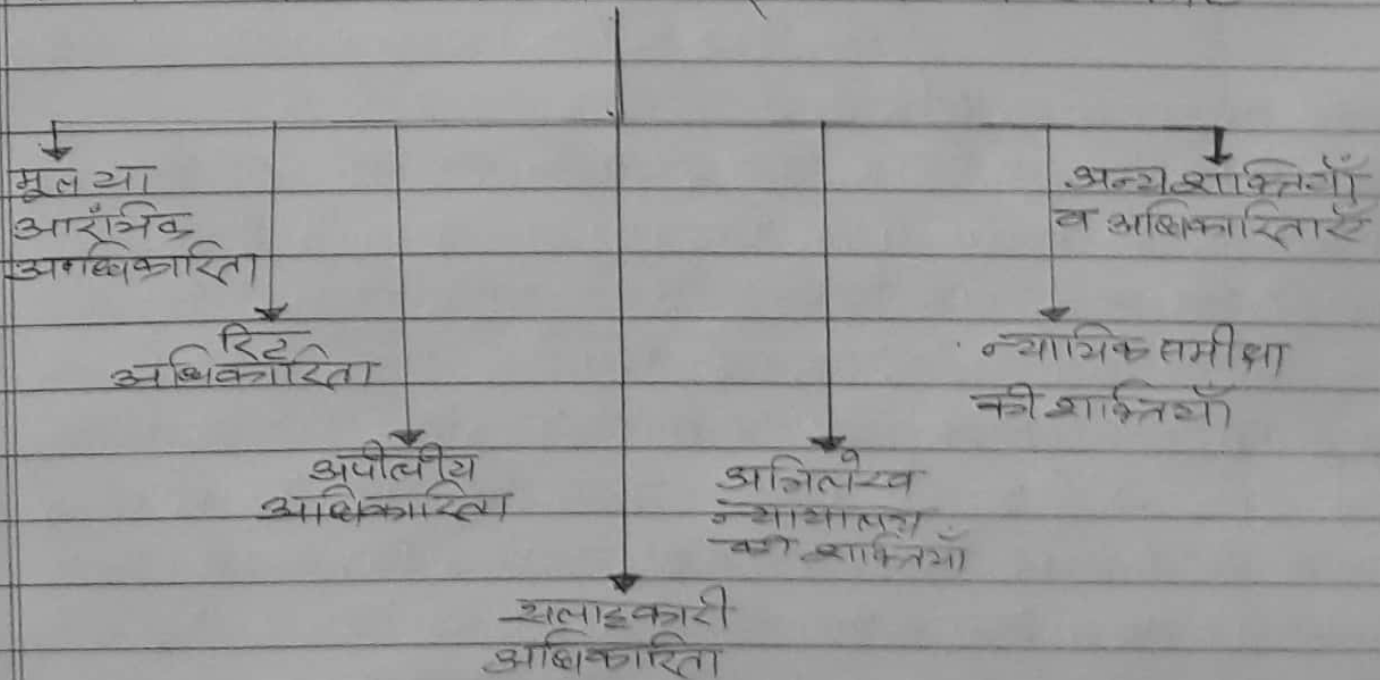 मूल या
आरंभिक
अधिकारिता
रिट
अधिकारिता
अपीलीय
अधिकारिता
सलाहकारी
अधिकारिता
अभिलेख
न्यायालय
की शक्तियाँ
न्यायिक समीक्षा
की शक्तियाँ
अन्य शक्तियाँ
व अधिकारिताएँ